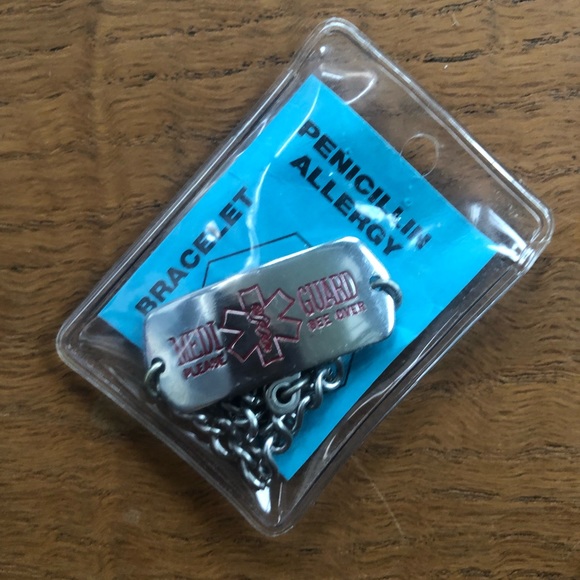 PENICILLIN
ALLERGY
BRACELET
MEDI GUARD
PLEASE SEE OVER